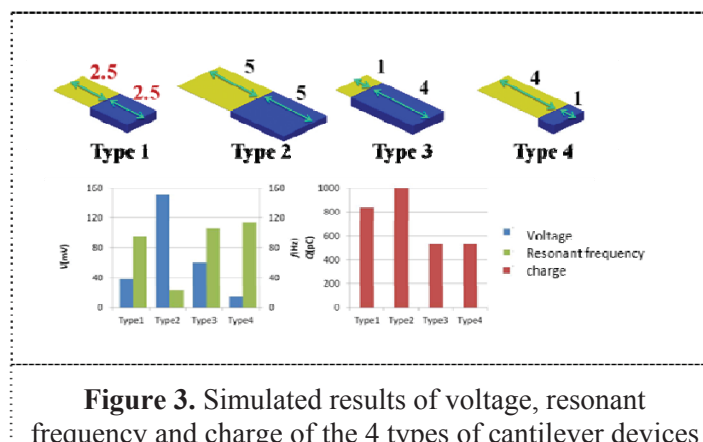 2.5
2.5
5
5
1
4
4
1
Type 1 Type 2 Type 3 Type 4
160 160 1000
120 120 800
80 80 600
40 40 400
0 0 200
0
V(mV)
f(Hz)
Q(pC)
Type1 Type2 Type3 Type4
Type1 Type2 Type3 Type4
Voltage
Resonant frequency
charge
Figure 3. Simulated results of voltage, resonant
frequency and charge of the 4 types of cantilever devices